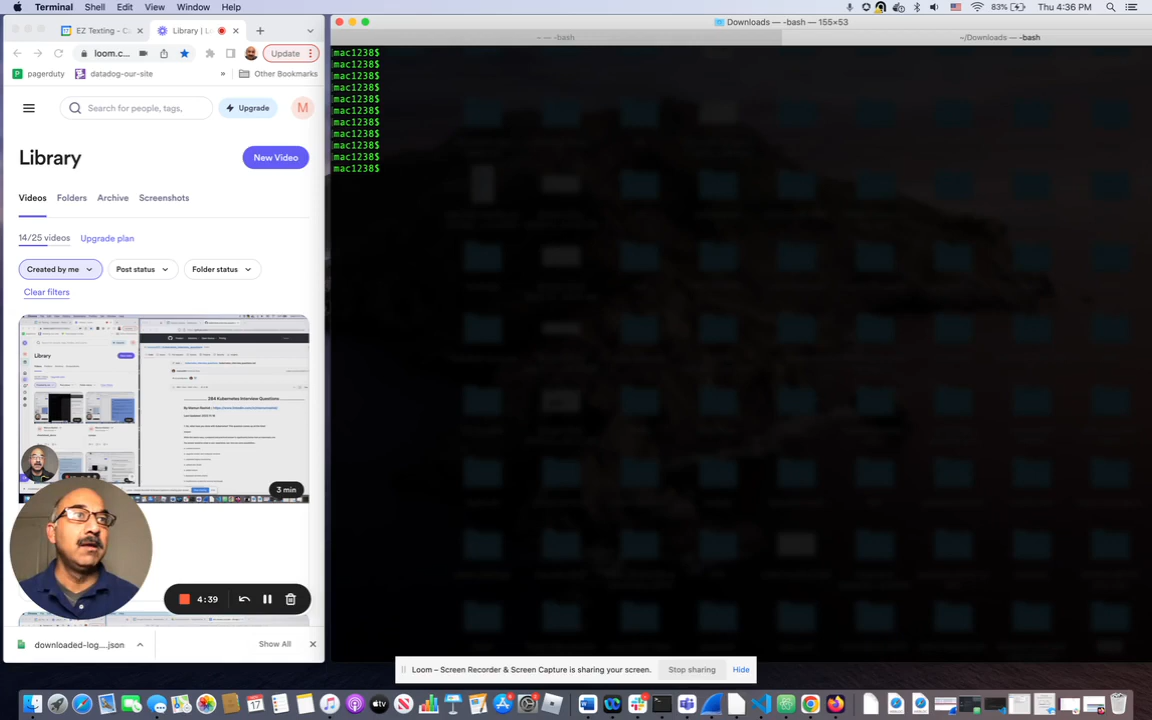 Terminal Shell Edit View Window Help
83% Thu 4:36 PM
EZ Texting - C
Library | L
loom.c...
Update
pagerduty
datadog-our-site
»
Other Bookmarks
Search for people, tags,
Upgrade
M
Library
New Video
Videos Folders Archive Screenshots
14/25 videos Upgrade plan
Created by me Post status Folder status
Clear filters
Library
284 Kubernetes Interview Questions
3 min
4:39
downloaded-log....json
Show All
Downloads — -bash — 155×53
~ — -bash
~/Downloads — -bash
mac1238$
mac1238$
mac1238$
mac1238$
mac1238$
mac1238$
mac1238$
mac1238$
mac1238$
mac1238$
mac1238$
Loom – Screen Recorder & Screen Capture is sharing your screen.
Stop sharing
Hide